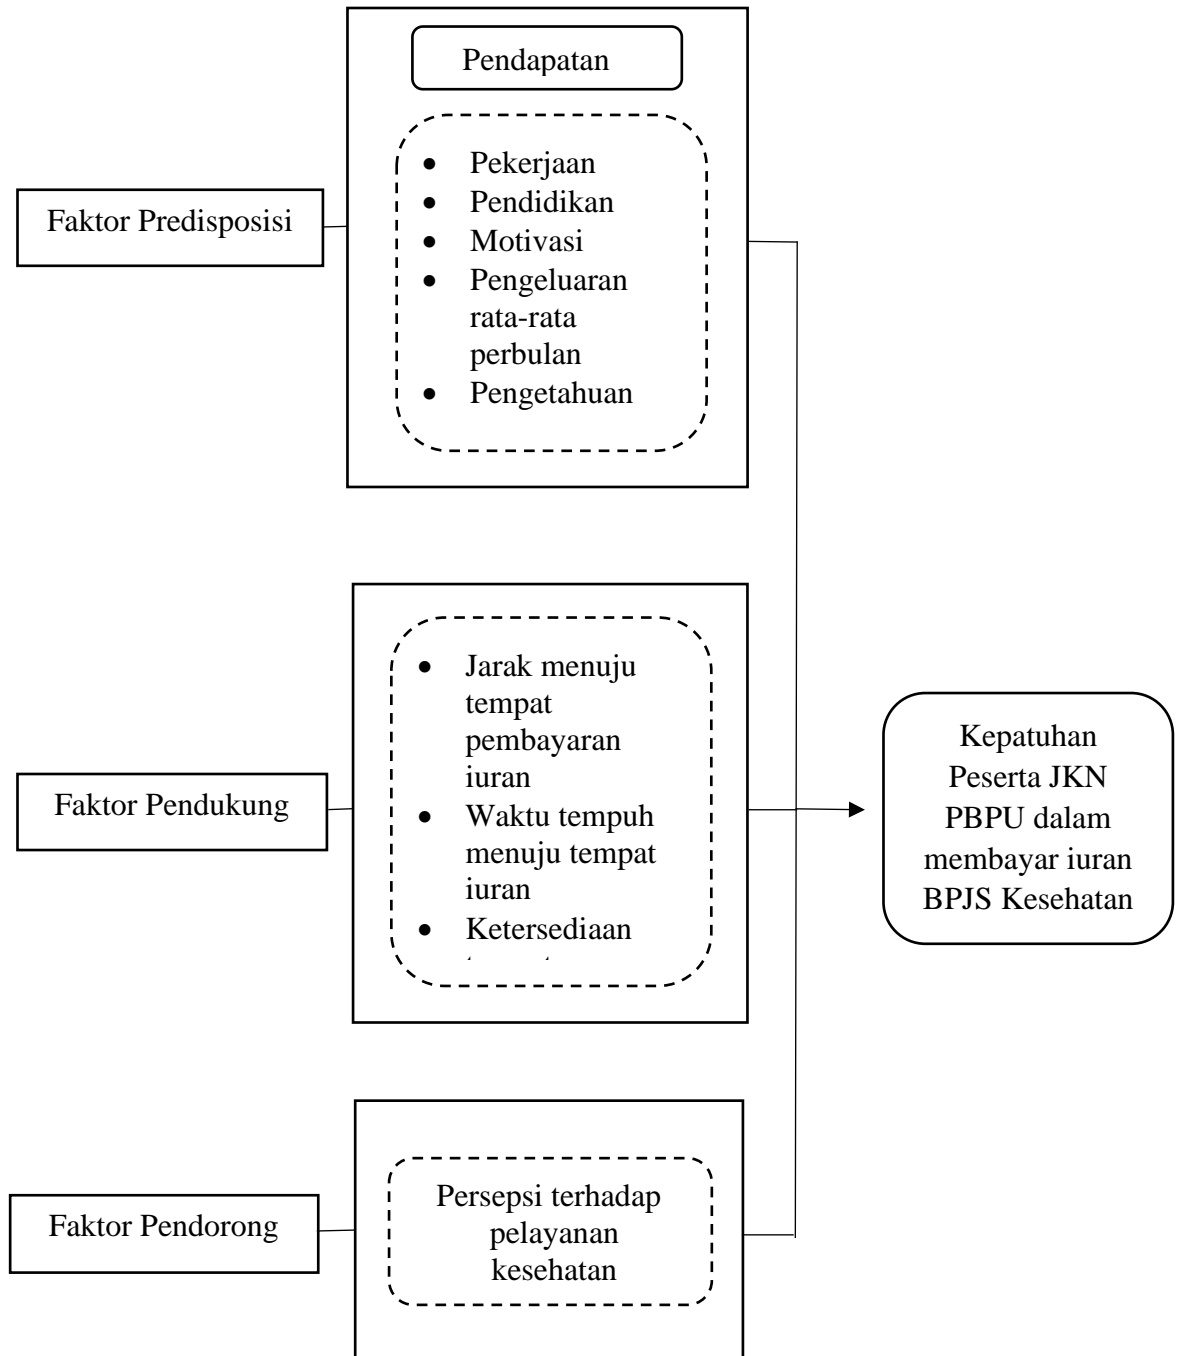 Pendapatan
Faktor Predisposisi
• Pekerjaan
• Pendidikan
• Motivasi
• Pengeluaran
rata-rata
perbulan
• Pengetahuan
Faktor Pendukung
• Jarak menuju
tempat
pembayaran
iuran
• Waktu tempuh
menuju tempat
iuran
• Ketersediaan
Kepatuhan
Peserta JKN
PBPU dalam
membayar iuran
BPJS Kesehatan
Faktor Pendorong
Persepsi terhadap
pelayanan
kesehatan